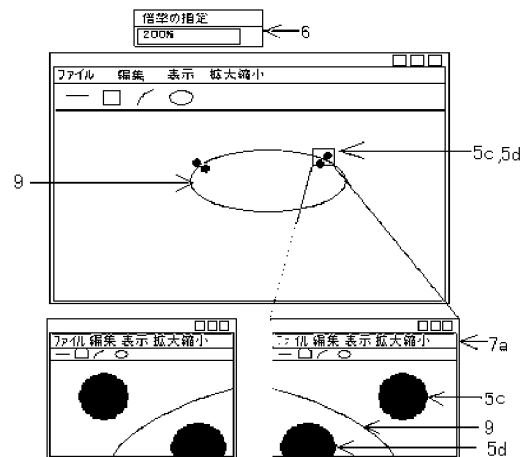 倍率の指定
200%
6
ファイル 編集 表示 拡大縮小
5c,5d
9
ファイル 編集 表示 拡大縮小
ファイル 編集 表示 拡大縮小
7a
5c
9
5d